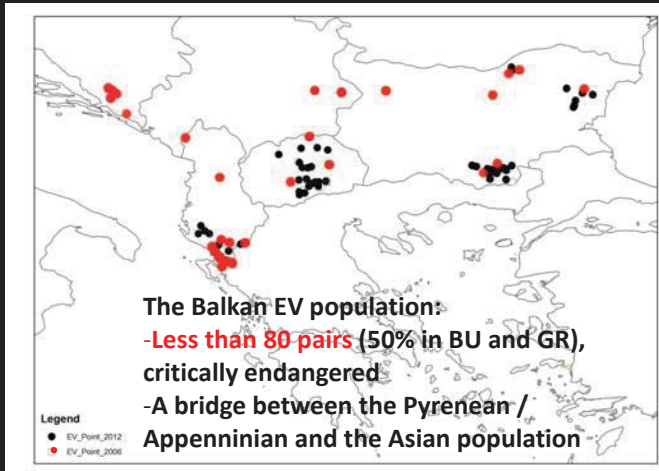 The Balkan EV population:
-Less than 80 pairs (50% in BU and GR),
critically endangered
-A bridge between the Pyrenean /
Appenninian and the Asian population
Legend
EV_Point_2012
EV_Point_2006